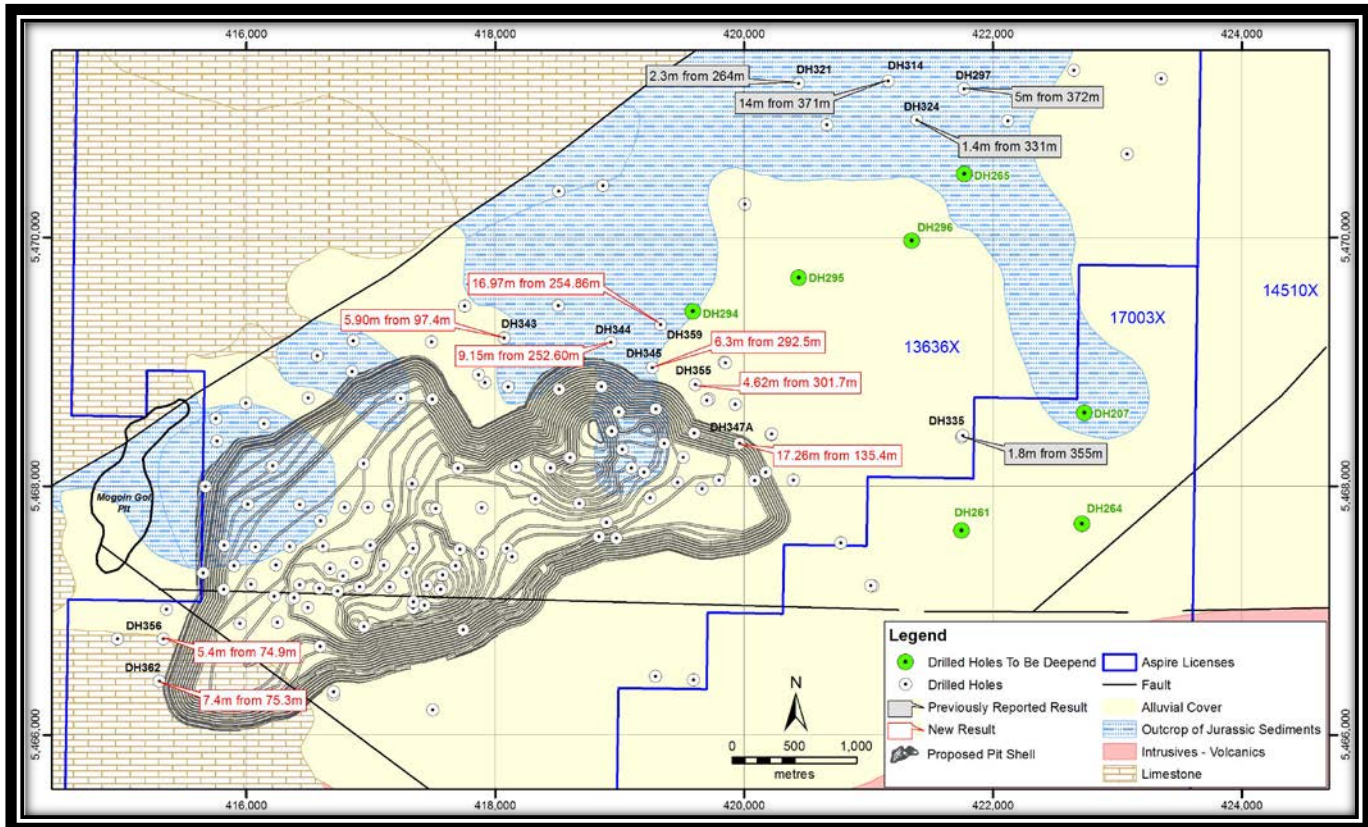 416,000
418,000
420,000
422,000
424,000
2.3m from 264m
DH321
DH314
DH297
14m from 371m
5m from 372m
DH324
1.4m from 331m
DH265
5,470,000
5,470,000
DH296
DH295
16.97m from 254.86m
DH294
14510X
17003X
5.90m from 97.4m
DH343
DH344
DH359
13636X
9.15m from 252.60m
DH345
6.3m from 292.5m
DH355
4.62m from 301.7m
DH207
DH347A
DH335
17.26m from 135.4m
1.8m from 355m
5,468,000
5,468,000
Mogoin Gol
Pit
DH261
DH264
DH356
5.4m from 74.9m
DH362
7.4m from 75.3m
5,466,000
5,466,000
N
0 500 1,000
metres
Legend
Drilled Holes To Be Deepend
Drilled Holes
Previously Reported Result
New Result
Proposed Pit Shell
Aspire Licenses
Fault
Alluvial Cover
Outcrop of Jurassic Sediments
Intrusives - Volcanics
Limestone
416,000
418,000
420,000
422,000
424,000